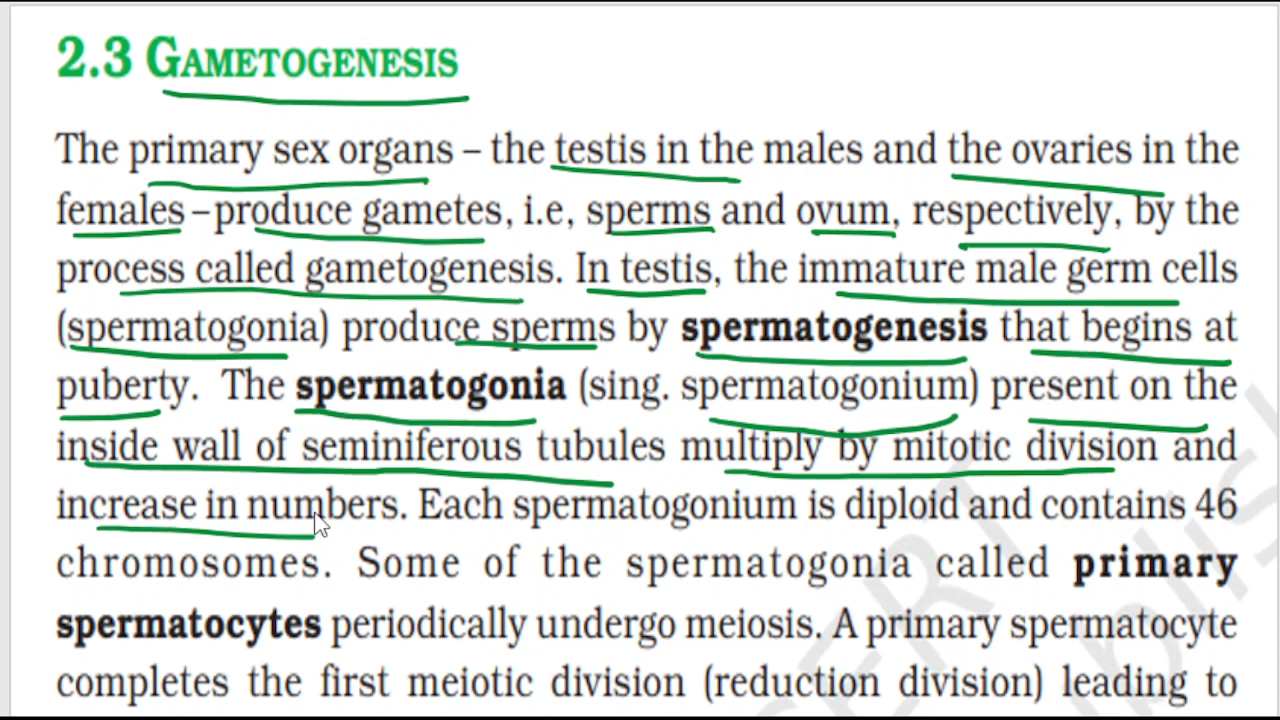 2.3 GAMETOGENESIS
The primary sex organs – the testis in the males and the ovaries in the
females –produce gametes, i.e, sperms and ovum, respectively, by the
process called gametogenesis. In testis, the immature male germ cells
(spermatogonia) produce sperms by spermatogenesis that begins at
puberty. The spermatogonia (sing. spermatogonium) present on the
inside wall of seminiferous tubules multiply by mitotic division and
increase in numbers. Each spermatogonium is diploid and contains 46
chromosomes. Some of the spermatogonia called primary
spermatocytes periodically undergo meiosis. A primary spermatocyte
completes the first meiotic division (reduction division) leading to